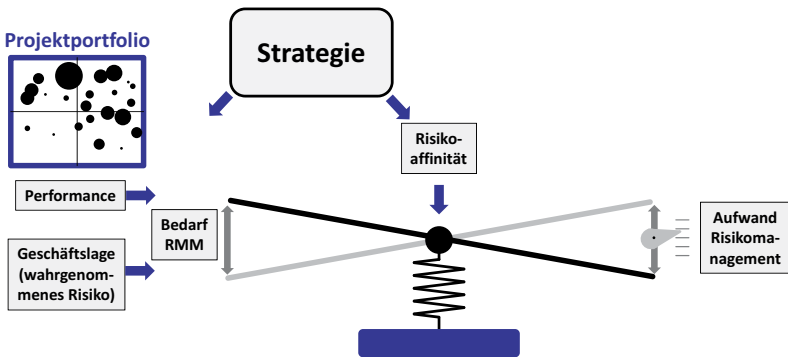 Projektportfolio
Strategie
Risiko-
affinität
Performance
Bedarf
RMM
Geschäftslage
(wahrgenom-
menes Risiko)
Aufwand
Risikoma-
nagement